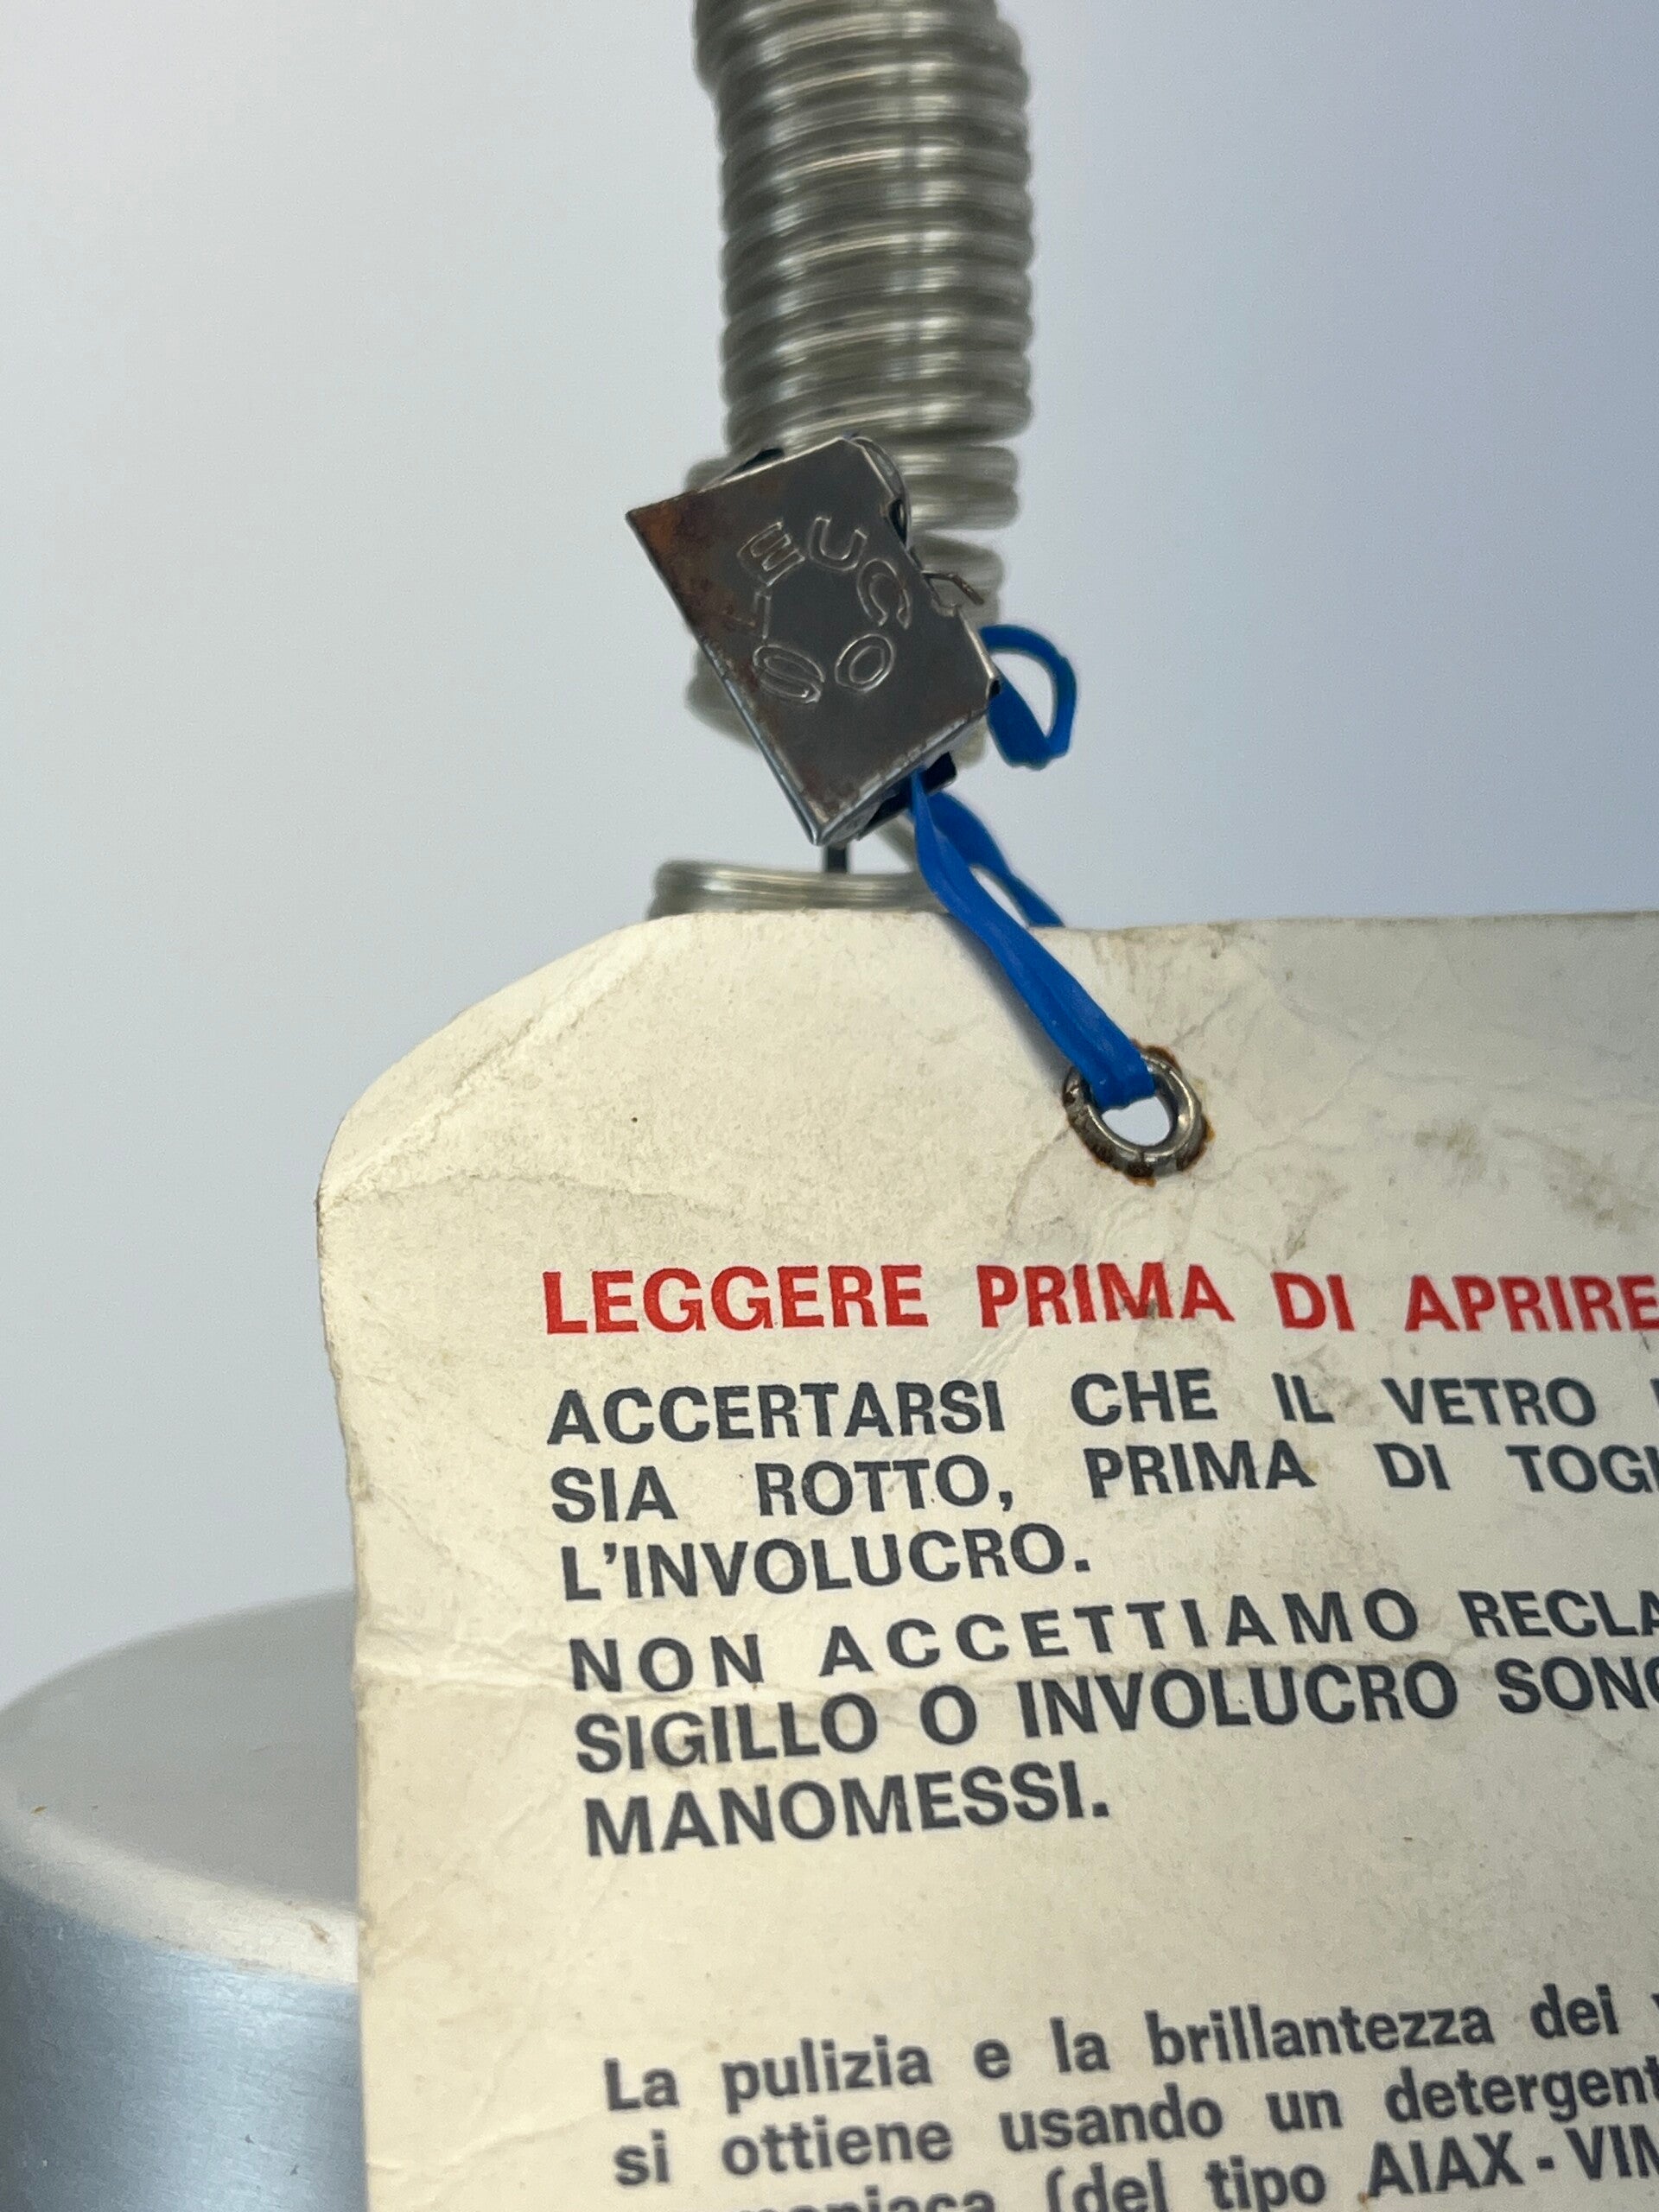 LEUCOS
LEGGERE PRIMA DI APRIRE
ACCERTARSI CHE IL VETRO
SIA ROTTO, PRIMA DI
L'INVOLUCRO.
NON ACCETTIAMO
SIGILLO O INVOLUCRO
MANOMESSI.
La pulizia e la brillantezza dei
si ottiene usando un
(del tipo AIAX -